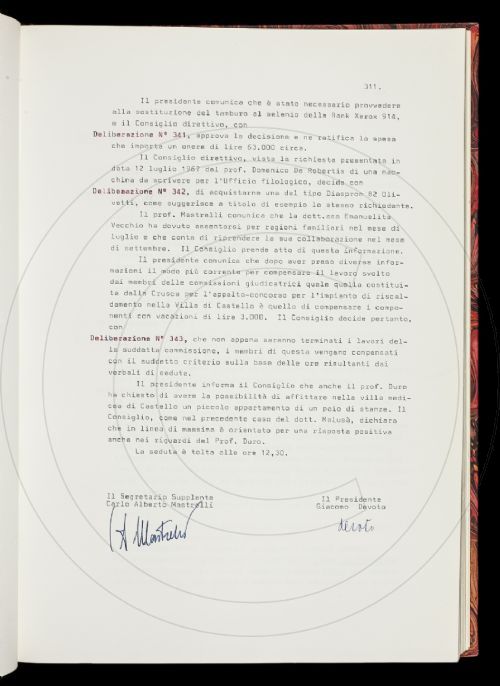 311.
Il presidente comunica che è stato necessario provvedere
alla sostituzione del tamburo al selenio della Rank Xerox 914,
e il Consiglio direttivo, con
Deliberazione N° 341, approva la decisione e ne ratifica la spesa
che importa un onere di lire 63.000 circa.
Il Consiglio direttivo, vista la richiesta presentata in
data 12 luglio 1967 dal prof. Domenico De Robertis di una mac-
china da scrivere per l'Ufficio filologico, decide con
Deliberazione N° 342, di acquistarne una del tipo Diaspron 82 Oli-
vetti, come suggerisce a titolo di esempio lo stesso richiedente.
Il prof. Mastrelli comunica che la dott.ssa Emanuelita
Vecchio ha dovuto assentarsi per ragioni familiari nel mese di
luglio e che conta di riprendere la sua collaborazione nel mese
di settembre. Il Consiglio prende atto di questa informazione.
Il presidente comunica che dopo aver preso diverse infor-
mazioni il modo più corrente per compensare il lavoro svolto
dai membri delle commissioni giudicatrici quale quella costitui-
ta dalla Crusca per l'appalto-concorso per l'impianto di riscal-
damento nella Villa di Castello è quello di compensare i compo-
nenti con vacazioni di lire 3.000. Il Consiglio decide pertanto,
con
Deliberazione N° 343, che non appena saranno terminati i lavori del-
la suddetta commissione, i membri di questa vengano compensati
con il suddetto criterio sulla base delle ore risultanti dai
verbali di seduta.
Il presidente informa il Consiglio che anche il prof. Duro
ha chiesto di avere la possibilità di affittare nella villa medi-
cea di Castello un piccolo appartamento di un paio di stanze. Il
Consiglio, come nel precedente caso del dott. Malusà, dichiara
che in linea di massima è orientato per una risposta positiva
anche nei riguardi del Prof. Duro.
La seduta è tolta alle ore 12,30.
Il Segretario Supplente
Carlo Alberto Mastrelli
Il Presidente
Giacomo Devoto
CA Mastrelli
devoto